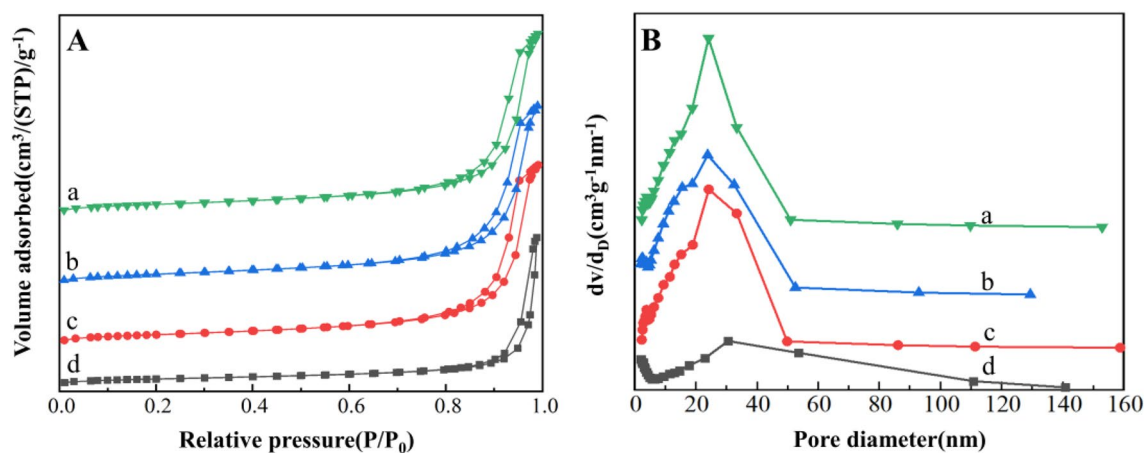 A
Volume adsorbed(cm³/(STP)/g⁻¹)
a
b
c
d
0.0 0.2 0.4 0.6 0.8 1.0
Relative pressure(P/P₀)
B
dv/d_D(cm³g⁻¹nm⁻¹)
a
b
c
d
0 20 40 60 80 100 120 140 160
Pore diameter(nm)